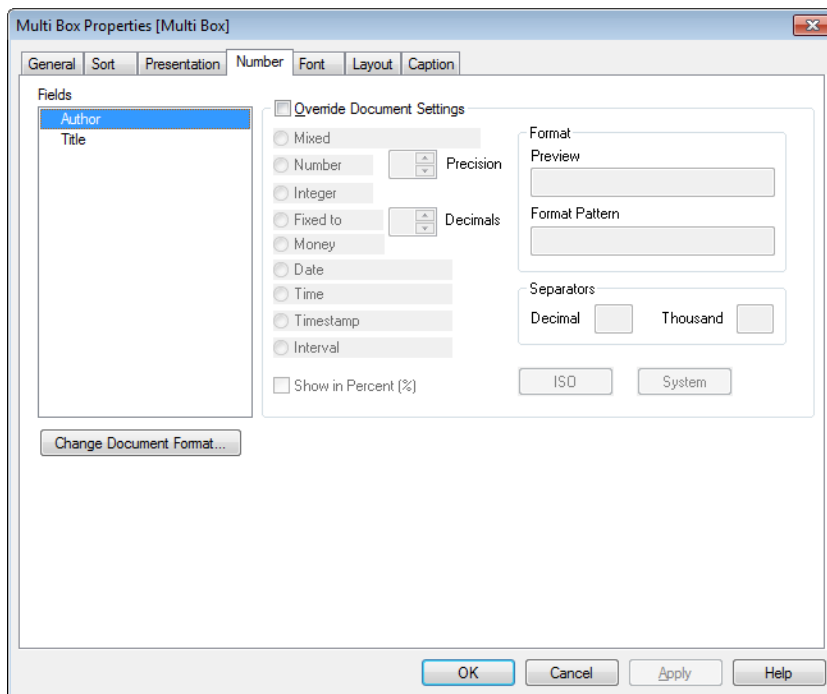 Multi Box Properties [Multi Box]
General Sort Presentation Number Font Layout Caption
Fields
Author
Title
Override Document Settings
Mixed
Number Precision
Integer
Fixed to Decimals
Money
Date
Time
Timestamp
Interval
Show in Percent (%)
Format
Preview
Format Pattern
Separators
Decimal Thousand
ISO System
Change Document Format...
OK Cancel Apply Help